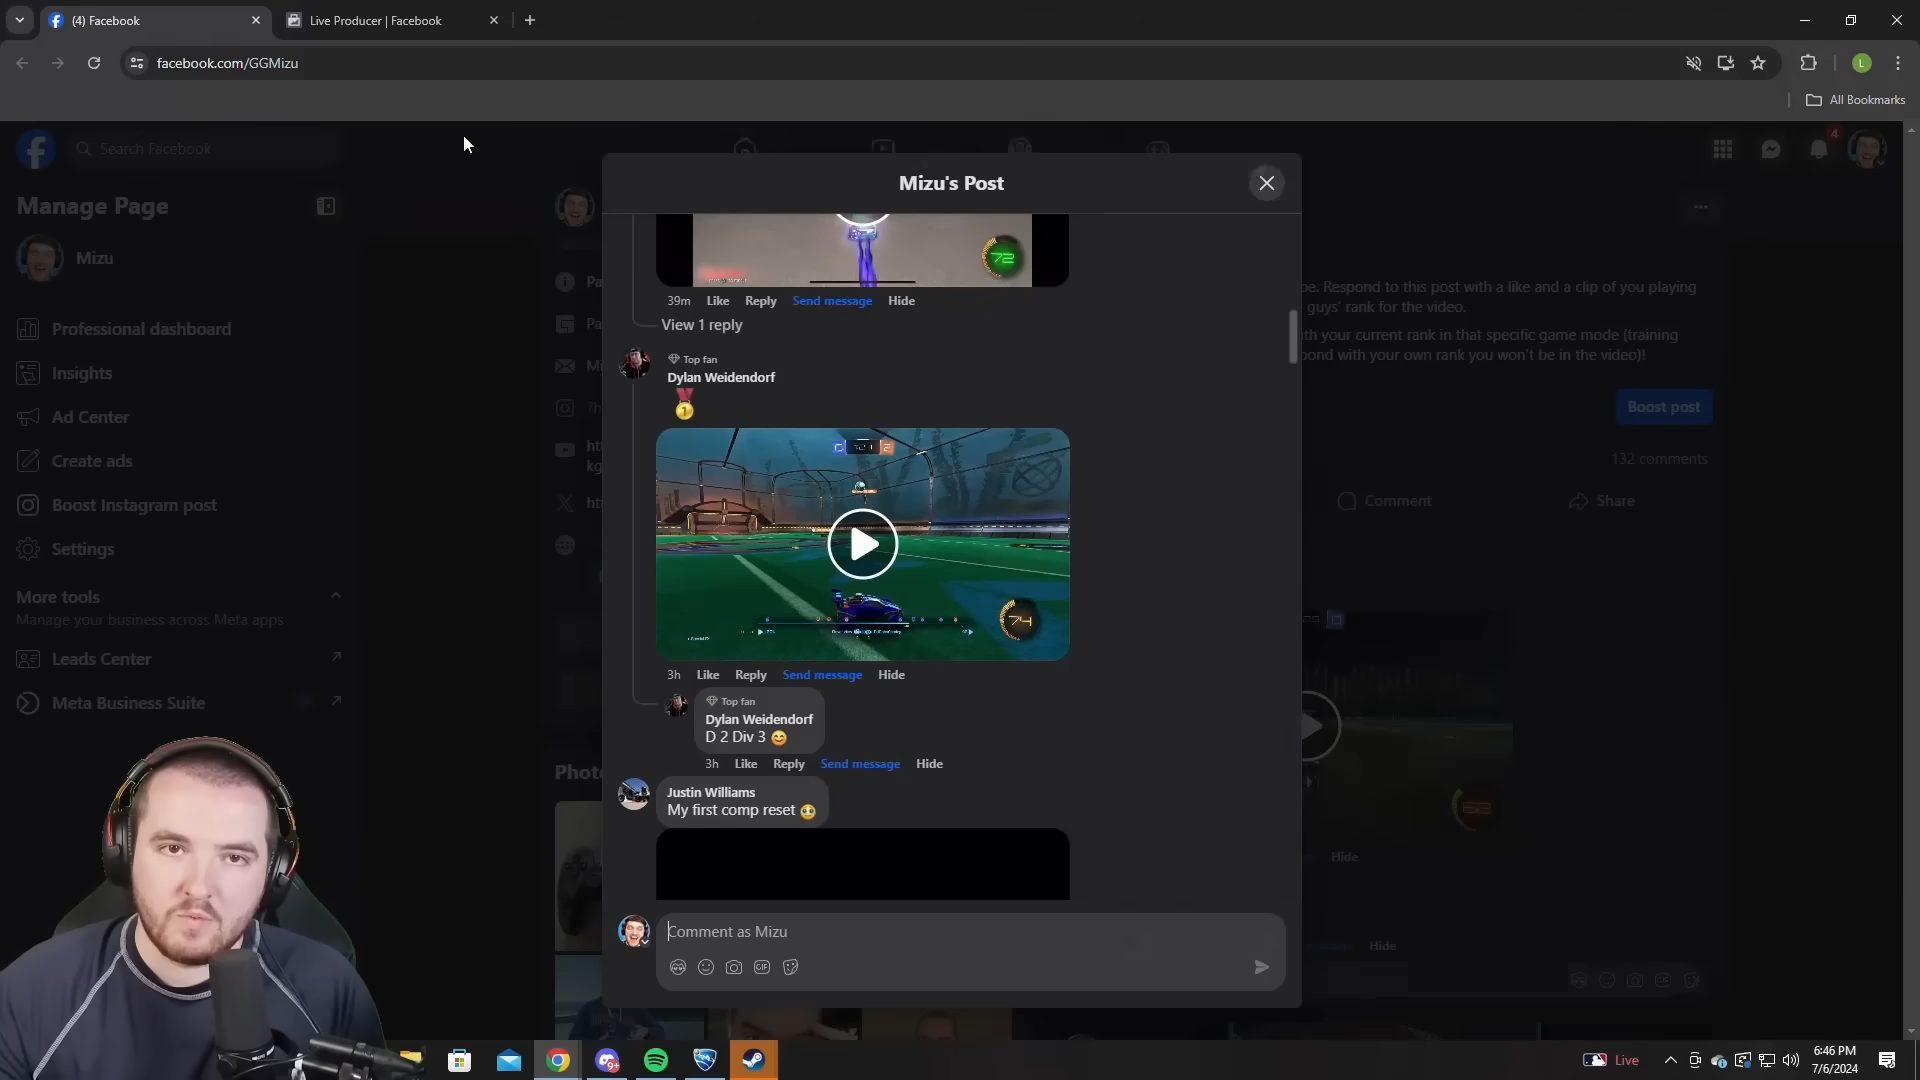 (4) Facebook
Live Producer | Facebook
facebook.com/GGMizu
L
All Bookmarks
Search Facebook
4
Manage Page
Mizu
Professional dashboard
Insights
Ad Center
Create ads
Boost Instagram post
Settings
More tools
Manage your business across Meta apps
Leads Center
Meta Business Suite
Mizu's Post
72
39m Like Reply Send message Hide
View 1 reply
Top fan
Dylan Weidendorf
1
74
3h Like Reply Send message Hide
Top fan
Dylan Weidendorf
D 2 Div 3
3h Like Reply Send message Hide
Justin Williams
My first comp reset
Comment as Mizu
GIF
be. Respond to this post with a like and a clip of you playing
guys' rank for the video.
th your current rank in that specific game mode (training
pond with your own rank you won't be in the video)!
Boost post
132 comments
Comment
Share
Hide
Hide
Photo
9+
Live
6:46 PM
7/6/2024